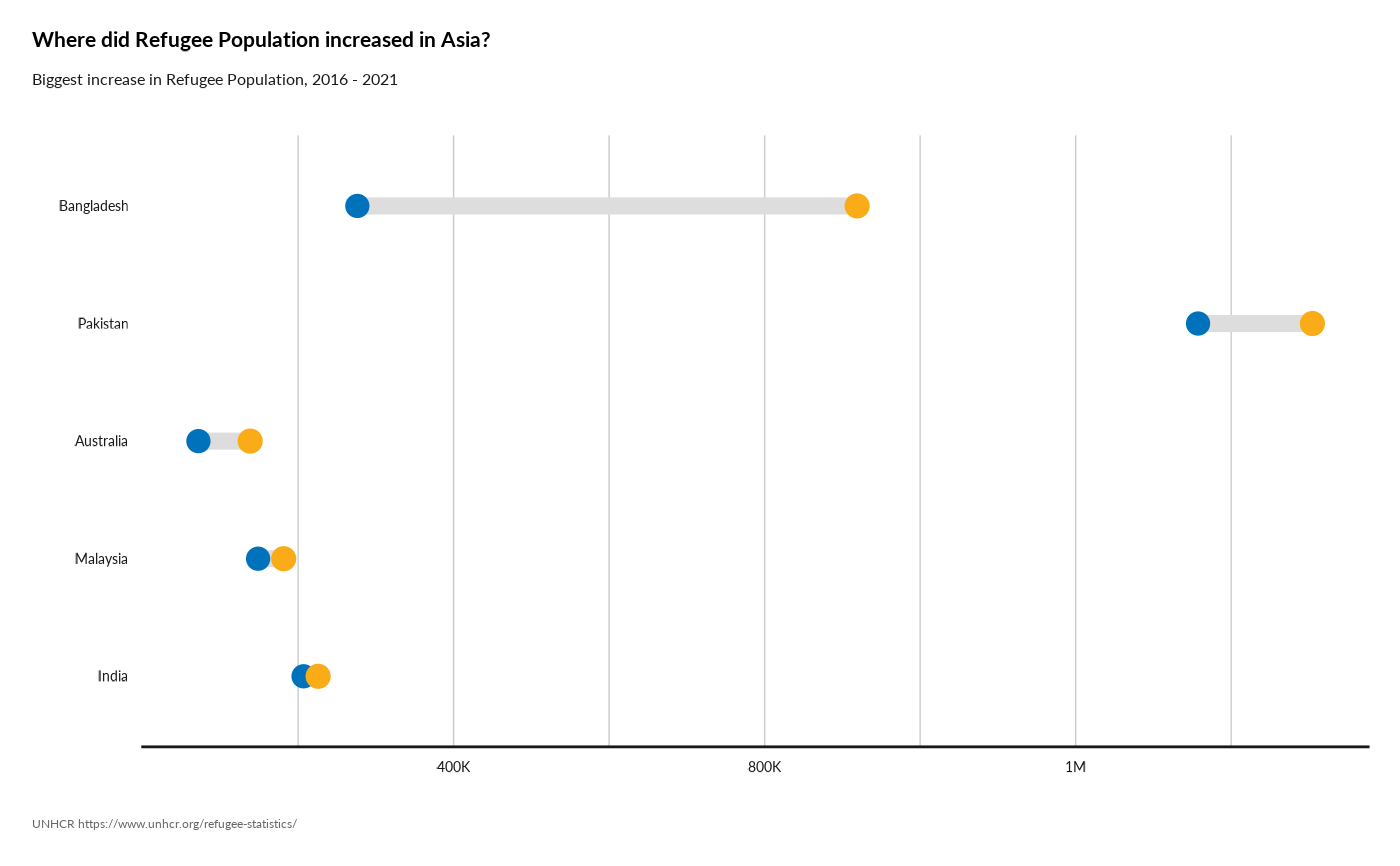 Where did Refugee Population increased in Asia?
Biggest increase in Refugee Population, 2016 - 2021
Bangladesh
Pakistan
Australia
Malaysia
India
400K
800K
1M
UNHCR https://www.unhcr.org/refugee-statistics/